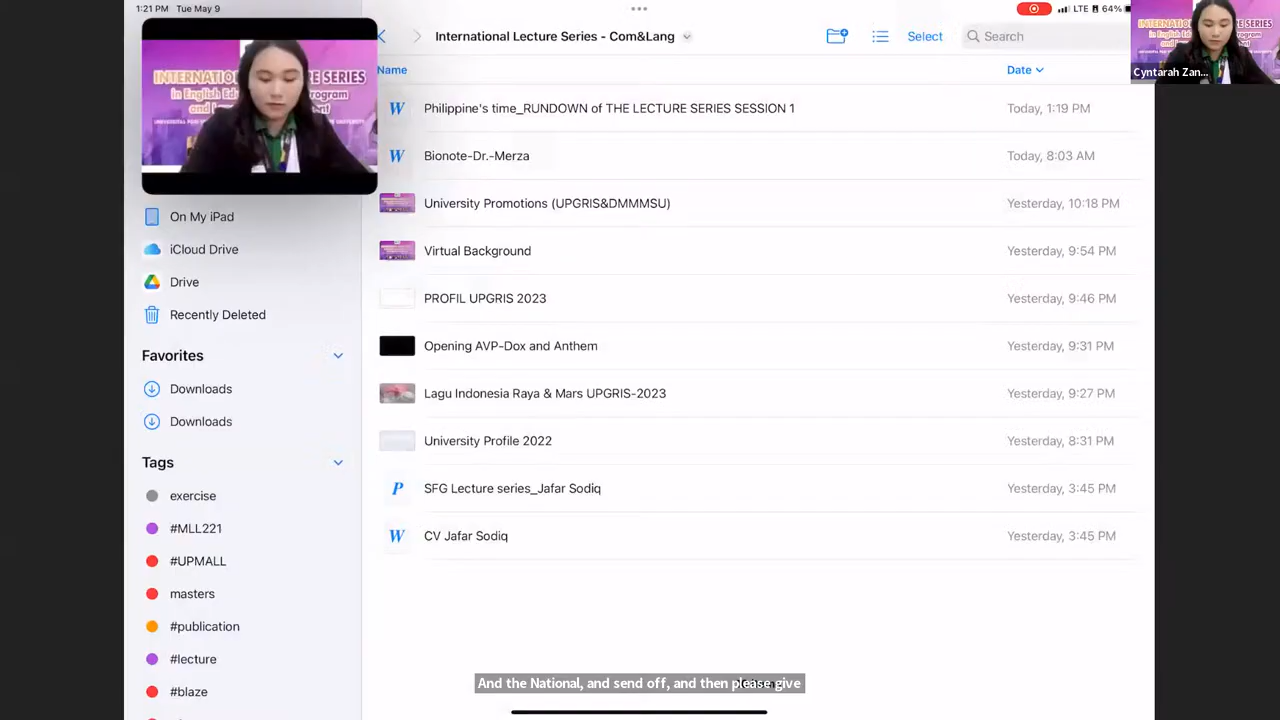 1:21 PM Tue May 9
LTE 64%
INTERNATIONAL LECTURE SERIES
Cyntarah Zan...
International Lecture Series - Com&Lang
Select
Search
Name
Date
Philippine's time_RUNDOWN of THE LECTURE SERIES SESSION 1
Today, 1:19 PM
Bionote-Dr.-Merza
Today, 8:03 AM
University Promotions (UPGRIS&DMMMSU)
Yesterday, 10:18 PM
Virtual Background
Yesterday, 9:54 PM
PROFIL UPGRIS 2023
Yesterday, 9:46 PM
Opening AVP-Dox and Anthem
Yesterday, 9:31 PM
Lagu Indonesia Raya & Mars UPGRIS-2023
Yesterday, 9:27 PM
University Profile 2022
Yesterday, 8:31 PM
SFG Lecture series_Jafar Sodiq
Yesterday, 3:45 PM
CV Jafar Sodiq
Yesterday, 3:45 PM
On My iPad
iCloud Drive
Drive
Recently Deleted
Favorites
Downloads
Downloads
Tags
exercise
#MLL221
#UPMALL
masters
#publication
#lecture
#blaze
And the National, and send off, and then please give